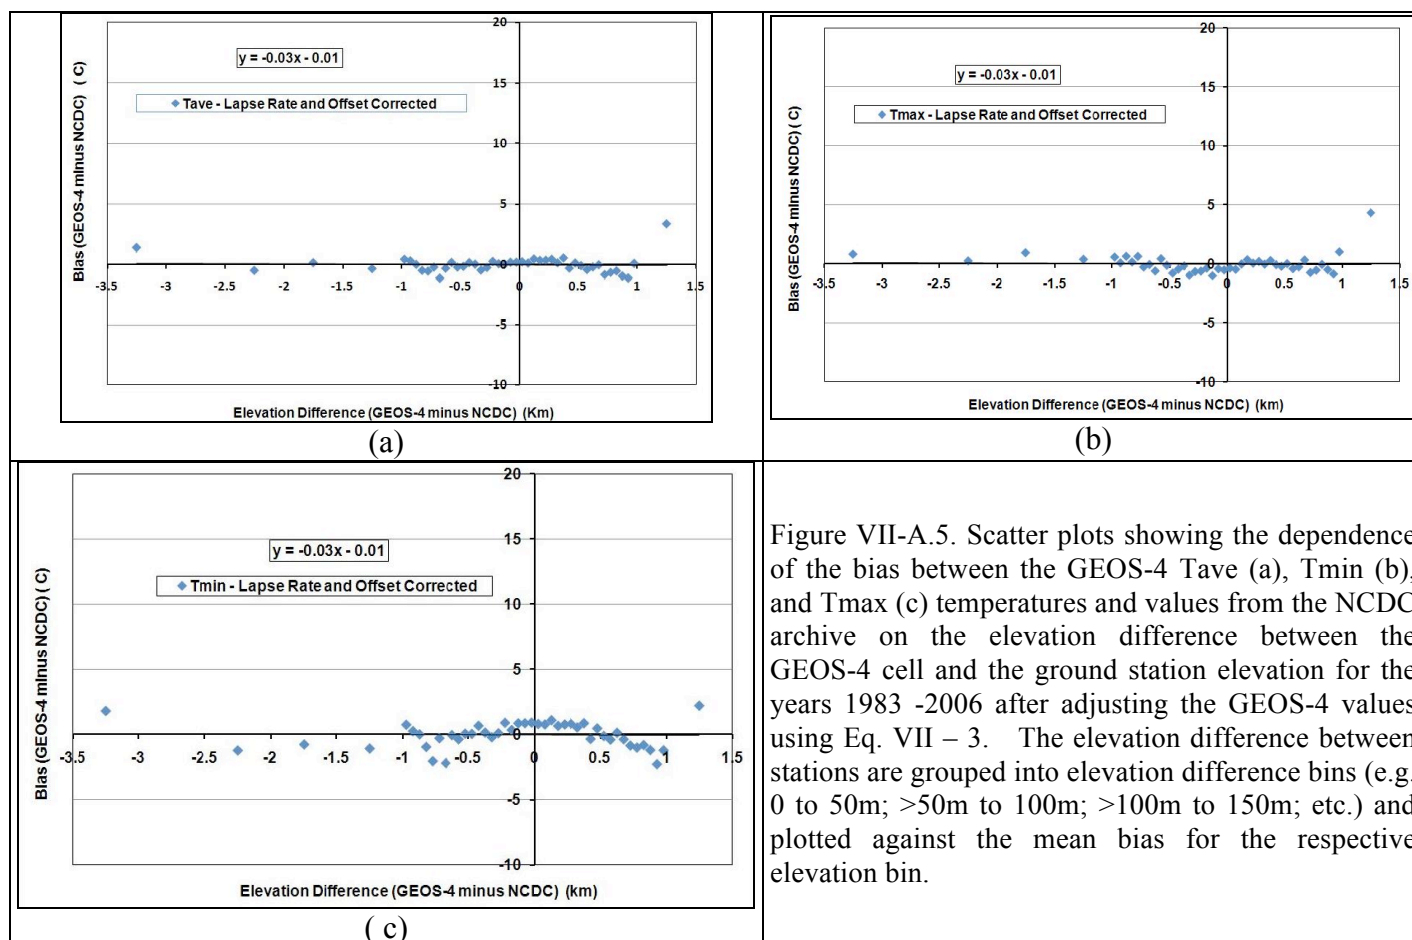 20
15
10
5
0
-5
-10
-3.5 -3 -2.5 -2 -1.5 -1 -0.5 0 0.5 1 1.5
y = -0.03x - 0.01
Tave - Lapse Rate and Offset Corrected
Bias (GEOS-4 minus NCDC) ( C)
Elevation Difference (GEOS-4 minus NCDC) (Km)
(a)
20
15
10
5
0
-5
-10
-3.5 -3 -2.5 -2 -1.5 -1 -0.5 0 0.5 1 1.5
y = -0.03x - 0.01
Tmax - Lapse Rate and Offset Corrected
Bias (GEOS-4 minus NCDC) ( C)
Elevation Difference (GEOS-4 minus NCDC) (km)
(b)
20
15
10
5
0
-5
-10
-3.5 -3 -2.5 -2 -1.5 -1 -0.5 0 0.5 1 1.5
y = -0.03x - 0.01
Tmin - Lapse Rate and Offset Corrected
Bias (GEOS-4 minus NCDC) ( C)
Elevation Difference (GEOS-4 minus NCDC) (km)
( c)
Figure VII-A.5. Scatter plots showing the dependence
of the bias between the GEOS-4 Tave (a), Tmin (b),
and Tmax (c) temperatures and values from the NCDC
archive on the elevation difference between the
GEOS-4 cell and the ground station elevation for the
years 1983 -2006 after adjusting the GEOS-4 values
using Eq. VII – 3. The elevation difference between
stations are grouped into elevation difference bins (e.g.
0 to 50m; >50m to 100m; >100m to 150m; etc.) and
plotted against the mean bias for the respective
elevation bin.